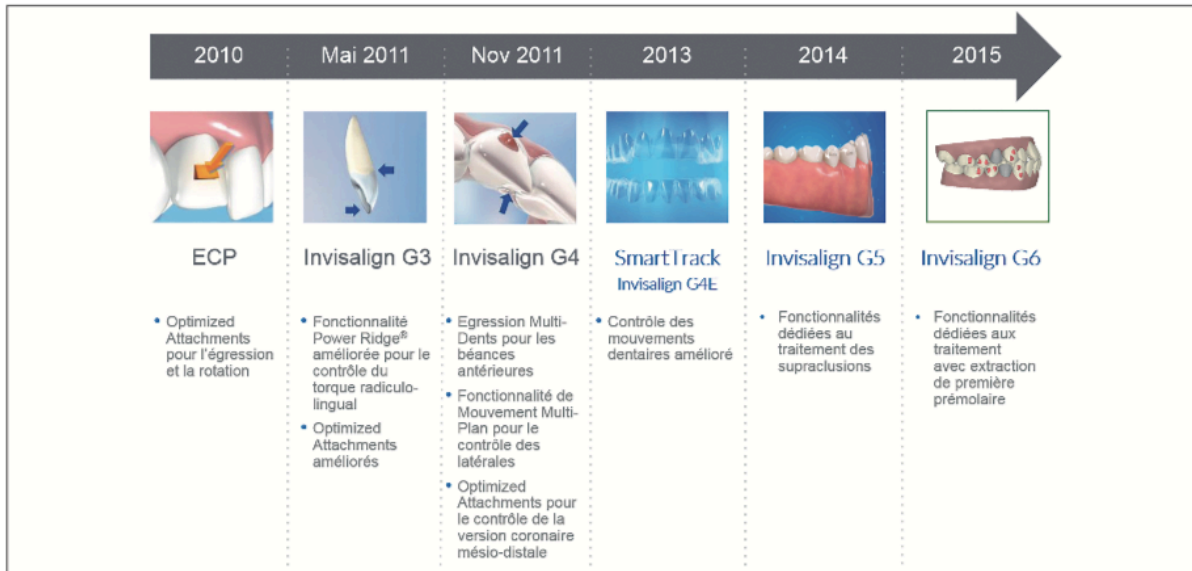 2010
Mai 2011
Nov 2011
2013
2014
2015
ECP
• Optimized
Attachments
pour l'égression
et la rotation
Invisalign G3
• Fonctionnalité
Power Ridge®
améliorée pour le
contrôle du
torque radiculo-
lingual
• Optimized
Attachments
améliorés
Invisalign G4
• Egression Multi-
Dents pour les
béances
antérieures
• Fonctionnalité de
Mouvement Multi-
Plan pour le
contrôle des
latérales
• Optimized
Attachments pour
le contrôle de la
version coronaire
mésio-distale
SmartTrack
Invisalign G4E
• Contrôle des
mouvements
dentaires amélioré
Invisalign G5
• Fonctionnalités
dédiées au
traitement des
supraclusions
Invisalign G6
• Fonctionnalités
dédiées aux
traitement
avec extraction
de première
prémolaire